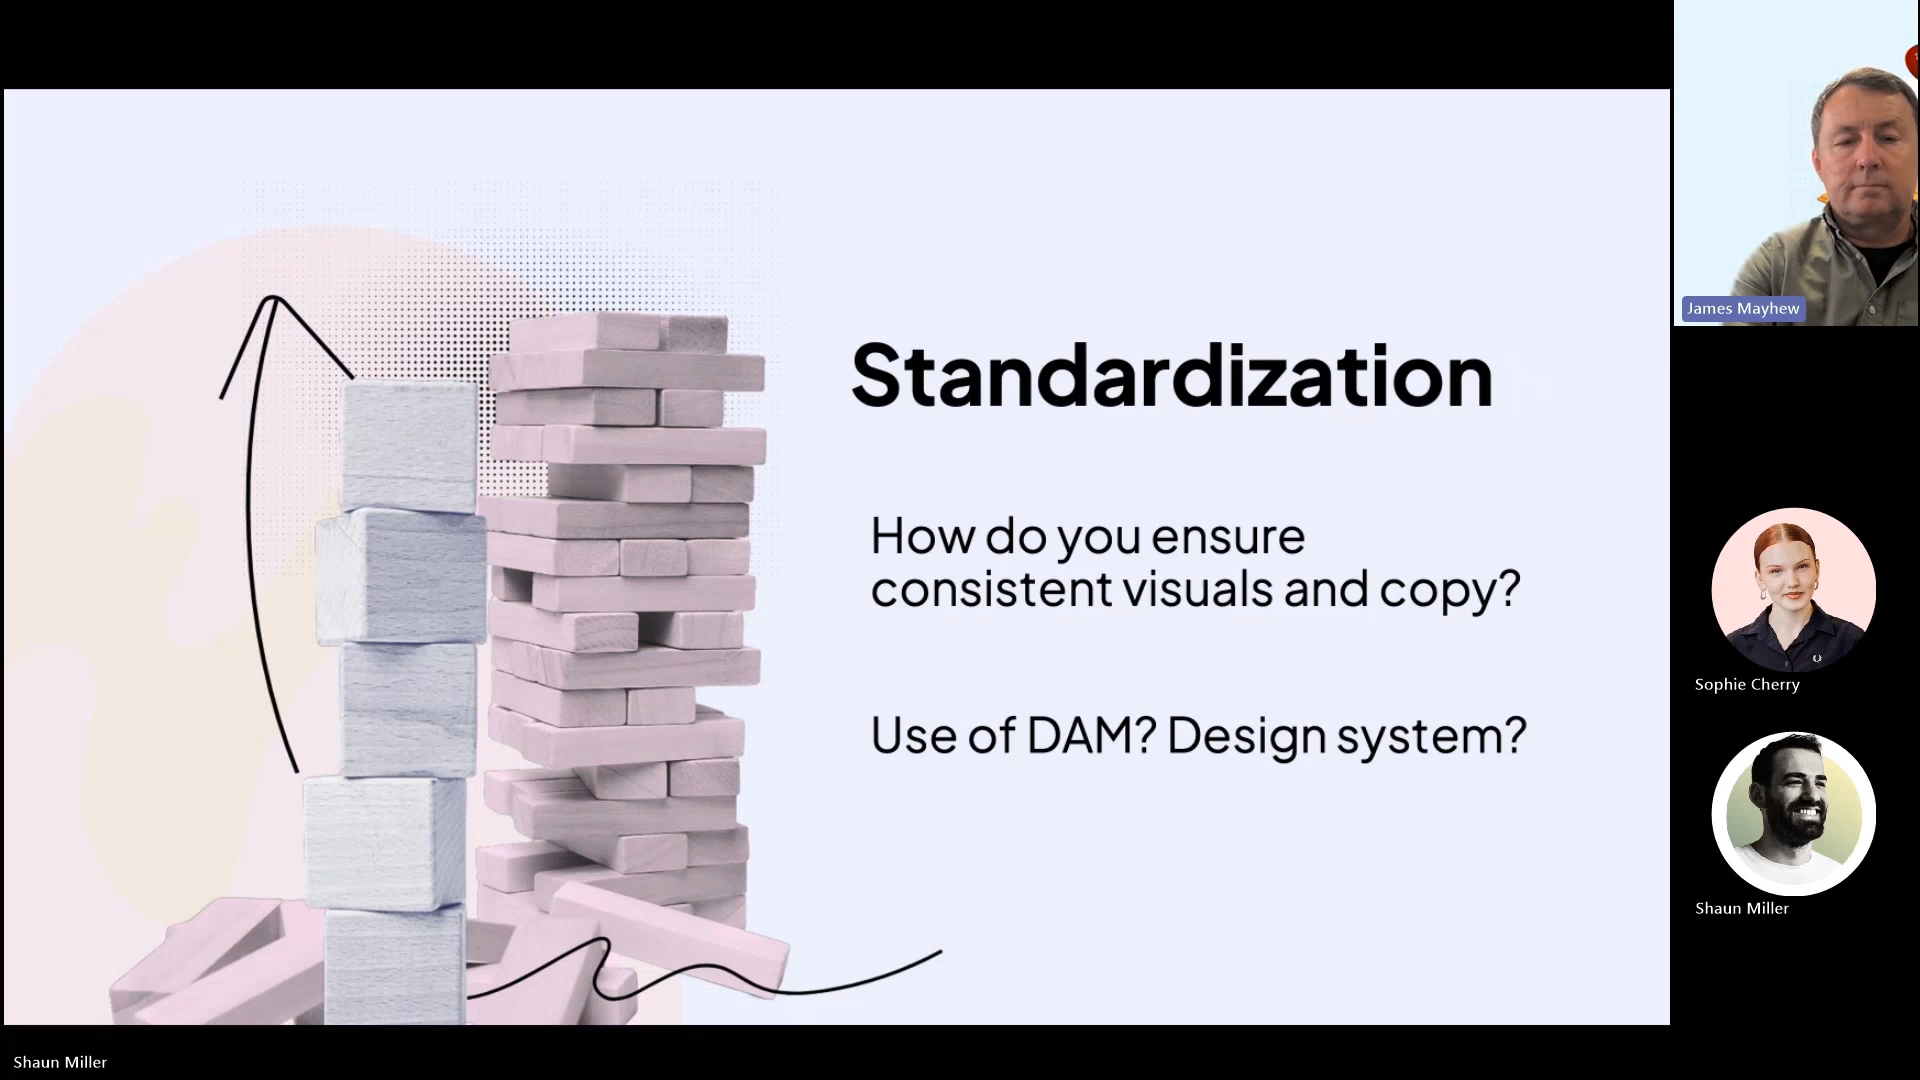 Standardization
How do you ensure
consistent visuals and copy?
Use of DAM? Design system?
James Mayhew
Sophie Cherry
Shaun Miller
Shaun Miller